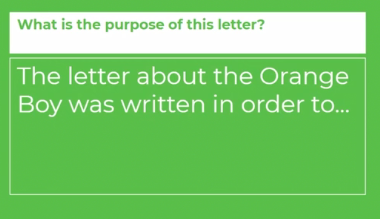 What is the purpose of this letter?
The letter about the Orange
Boy was written in order to...